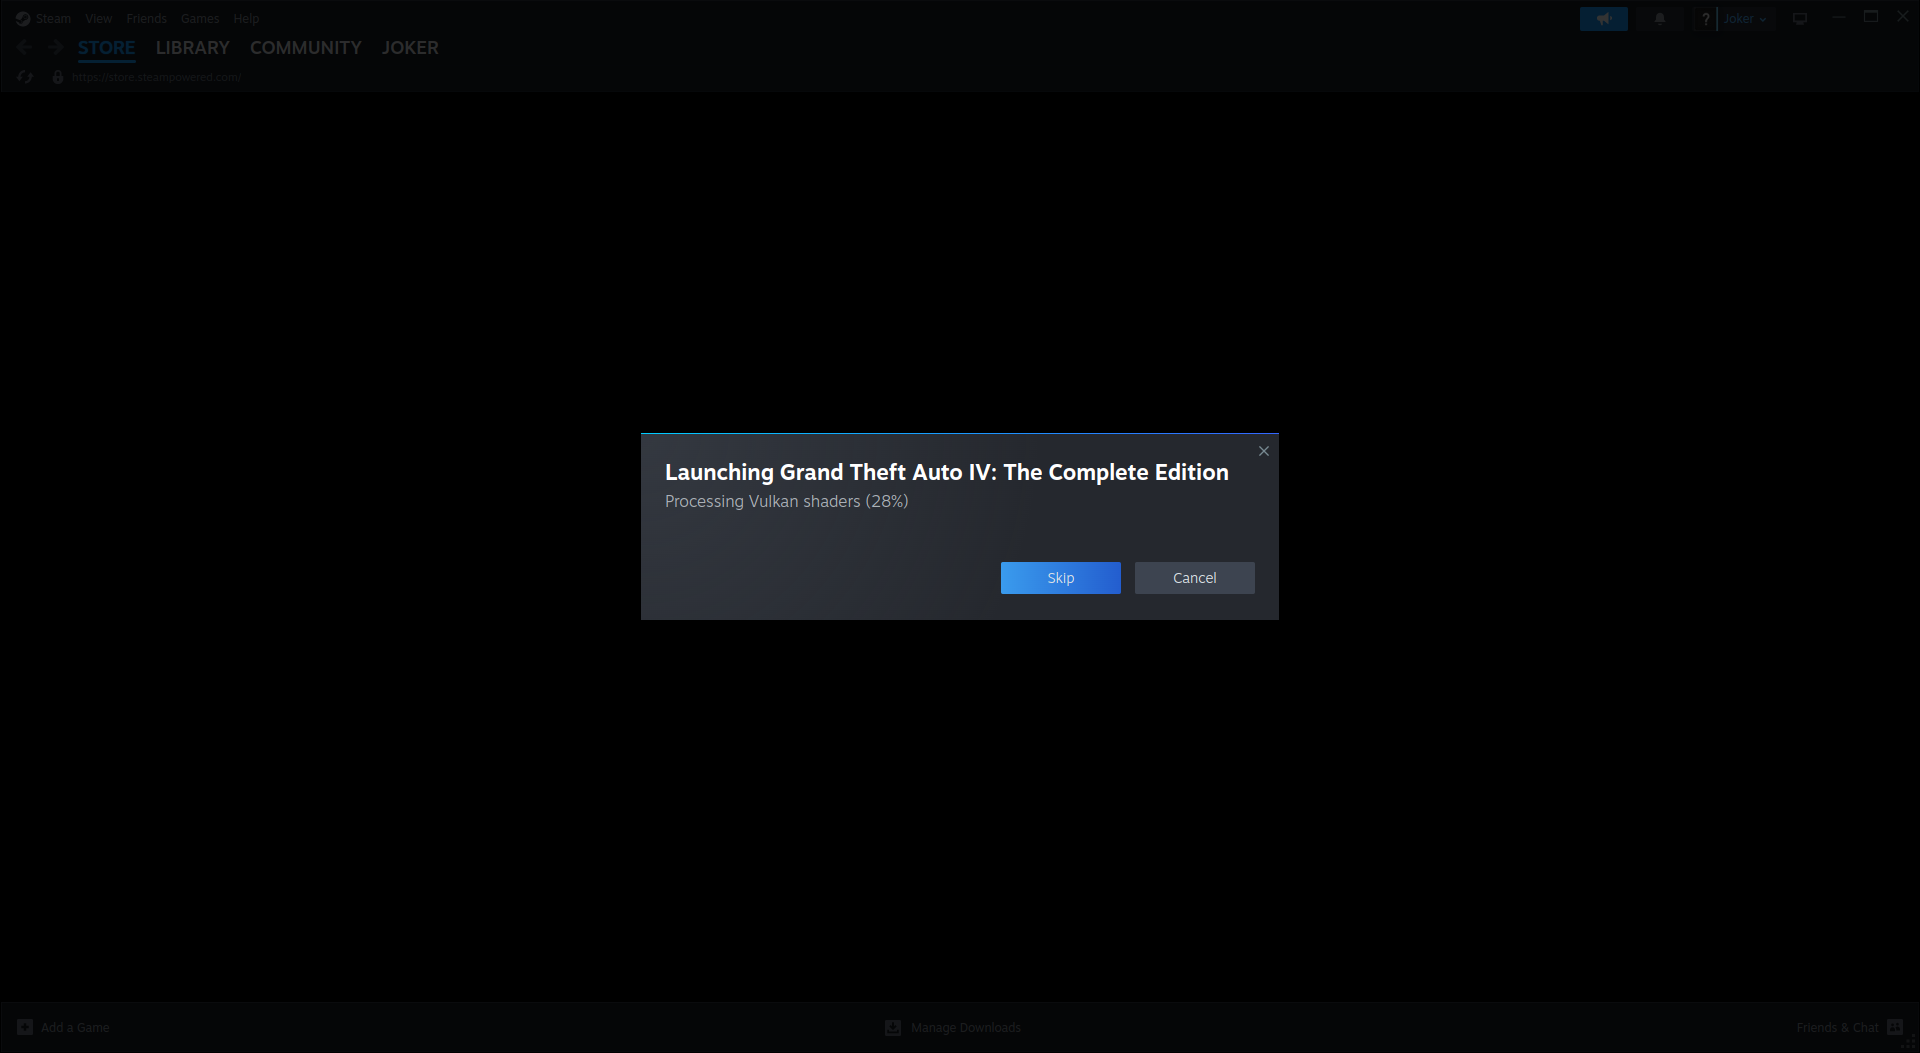 Steam View Friends Games Help ? Joker
STORE LIBRARY COMMUNITY JOKER
https://store.steampowered.com/
Launching Grand Theft Auto IV: The Complete Edition
Processing Vulkan shaders (28%)
Skip Cancel
Add a Game Manage Downloads Friends & Chat